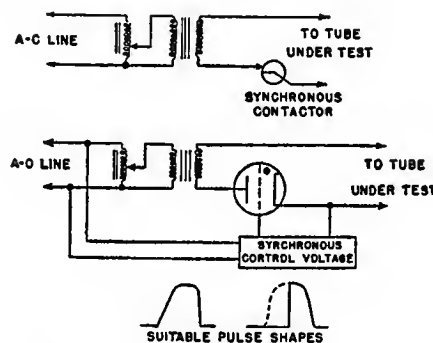 A-C LINE
TO TUBE
UNDER TEST
SYNCHRONOUS
CONTACTOR
A-O LINE
TO TUBE
UNDER TEST
SYNCHRONOUS
CONTROL VOLTAGE
SUITABLE PULSE SHAPES